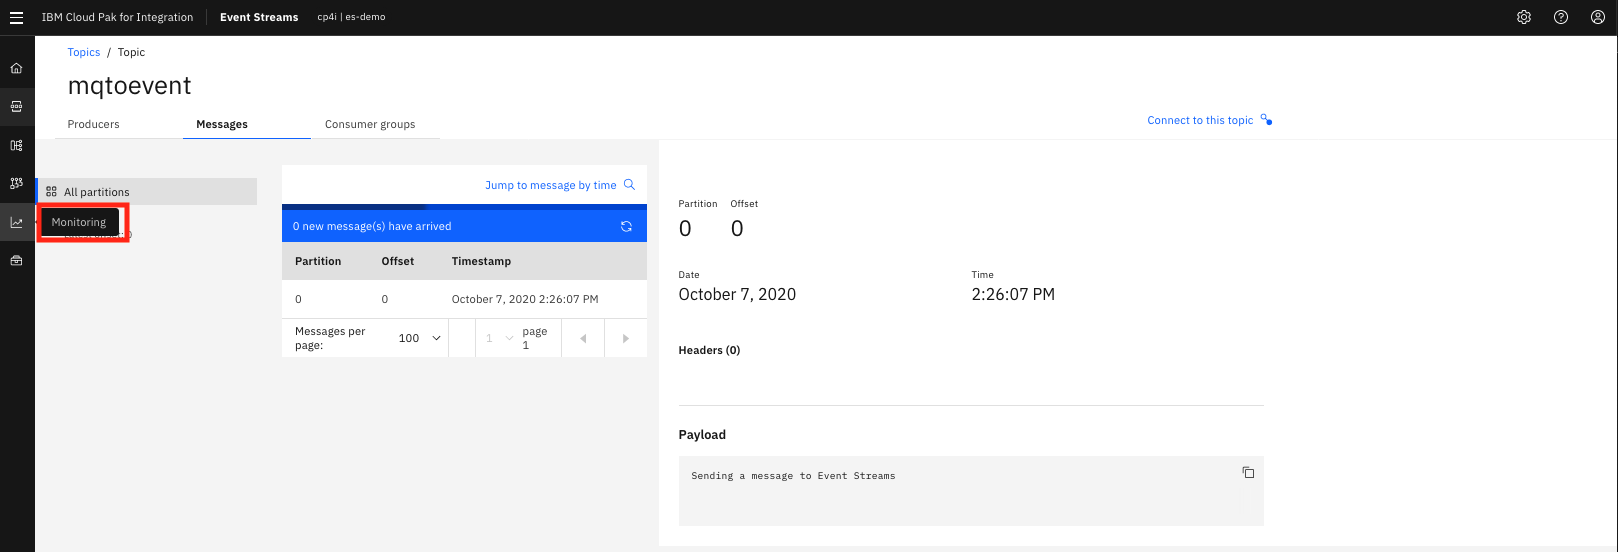 IBM Cloud Pak for Integration Event Streams cp4i | es-demo
Topics / Topic
mqtoevent
Producers Messages Consumer groups
Connect to this topic
All partitions
Monitoring
Jump to message by time
0 new message(s) have arrived
Partition Offset Timestamp
0 0 October 7, 2020 2:26:07 PM
Messages per page: 100 1 page 1
Partition Offset
0 0
Date Time
October 7, 2020 2:26:07 PM
Headers (0)
Payload
Sending a message to Event Streams